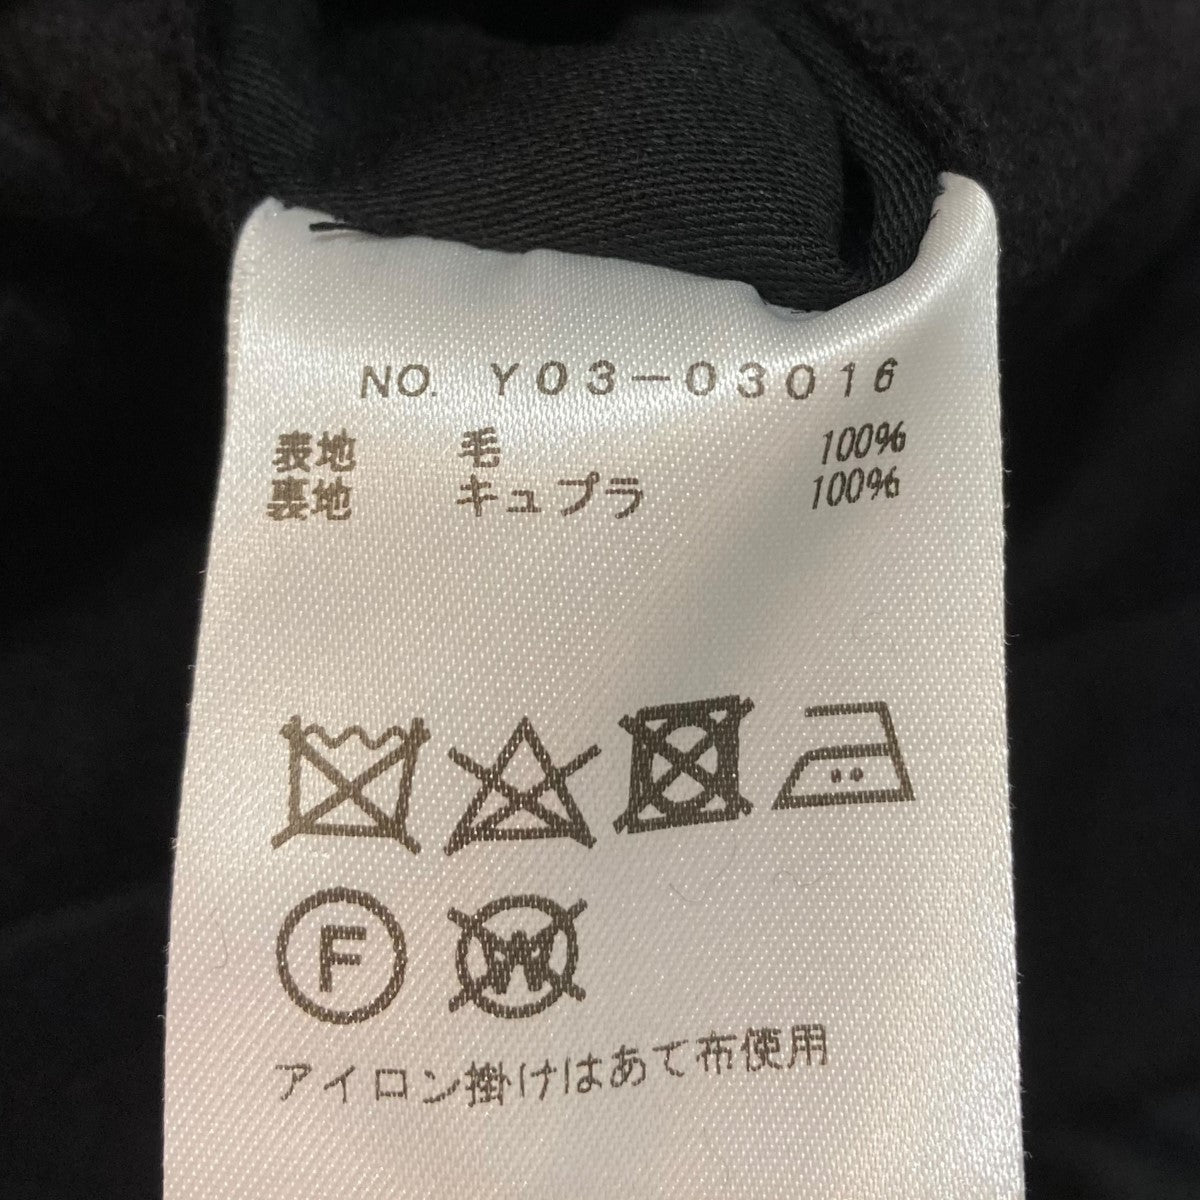 NO. Y03-03016
表地 毛 100%
裏地 キュプラ 100%
F W
アイロン掛けはあて布使用